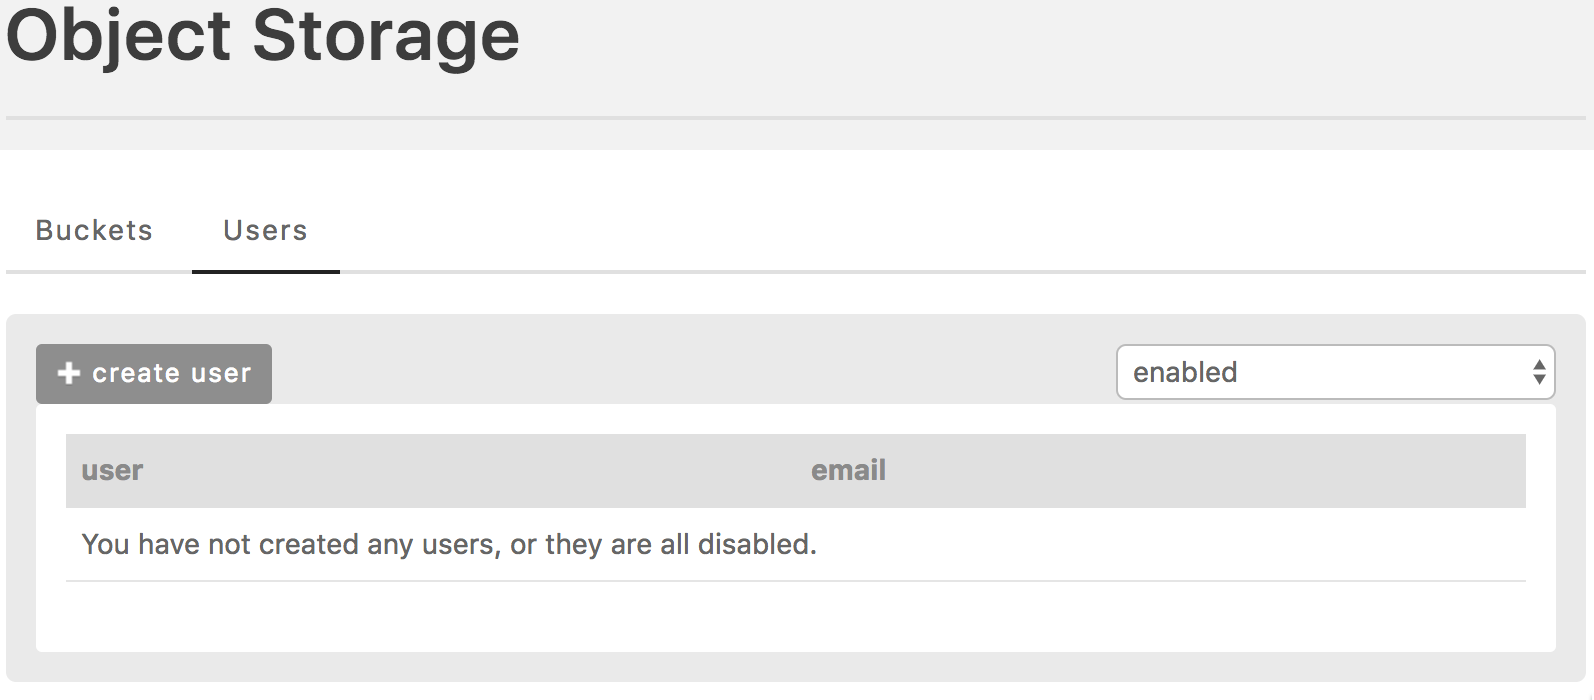 Object Storage
Buckets Users
create user enabled
user email
You have not created any users, or they are all disabled.